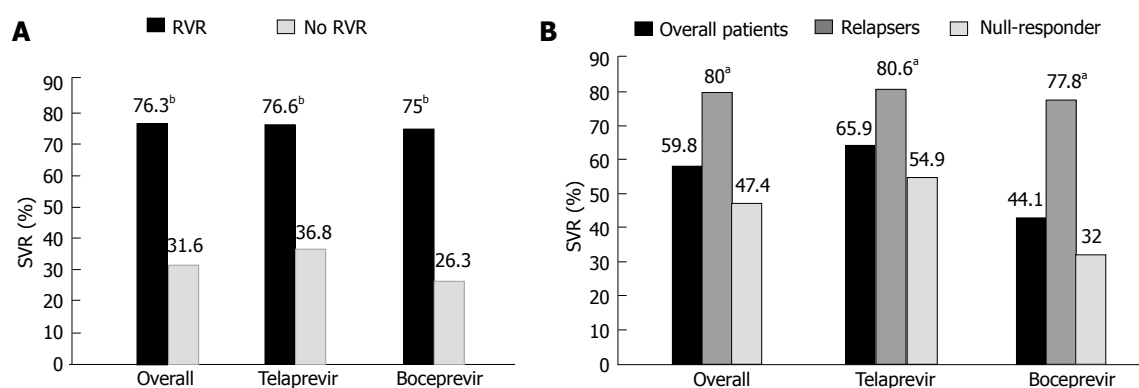 A
RVR No RVR
SVR (%)
90
80
70
60
50
40
30
20
10
0
76.3b
31.6
76.6b
36.8
75b
26.3
Overall Telaprevir Boceprevir
B
Overall patients Relapsers Null-responder
SVR (%)
90
80
70
60
50
40
30
20
10
0
59.8
80a
47.4
65.9
80.6a
54.9
44.1
77.8a
32
Overall Telaprevir Boceprevir